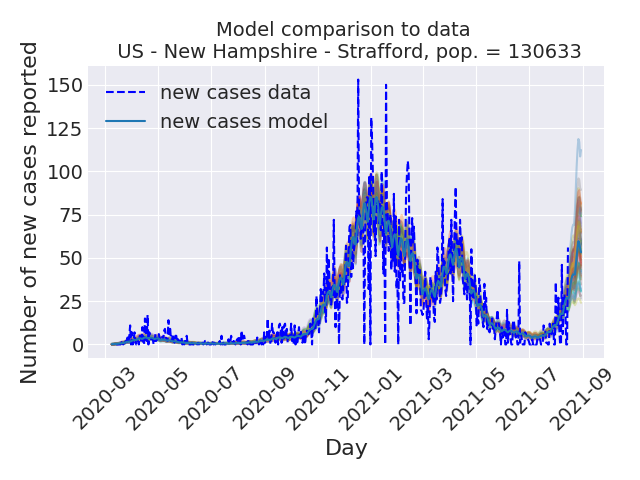 Model comparison to data
US - New Hampshire - Strafford, pop. = 130633
Number of new cases reported
150
125
100
75
50
25
0
new cases data
new cases model
2020-03
2020-05
2020-07
2020-09
2020-11
2021-01
2021-03
2021-05
2021-07
2021-09
Day